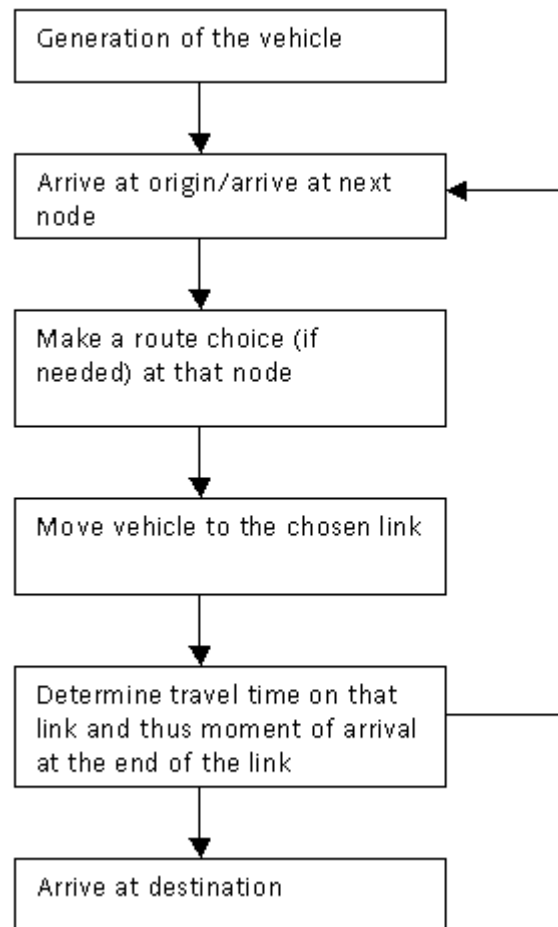 Generation of the vehicle
Arrive at origin/arrive at next
node
Make a route choice (if
needed) at that node
Move vehicle to the chosen link
Determine travel time on that
link and thus moment of arrival
at the end of the link
Arrive at destination